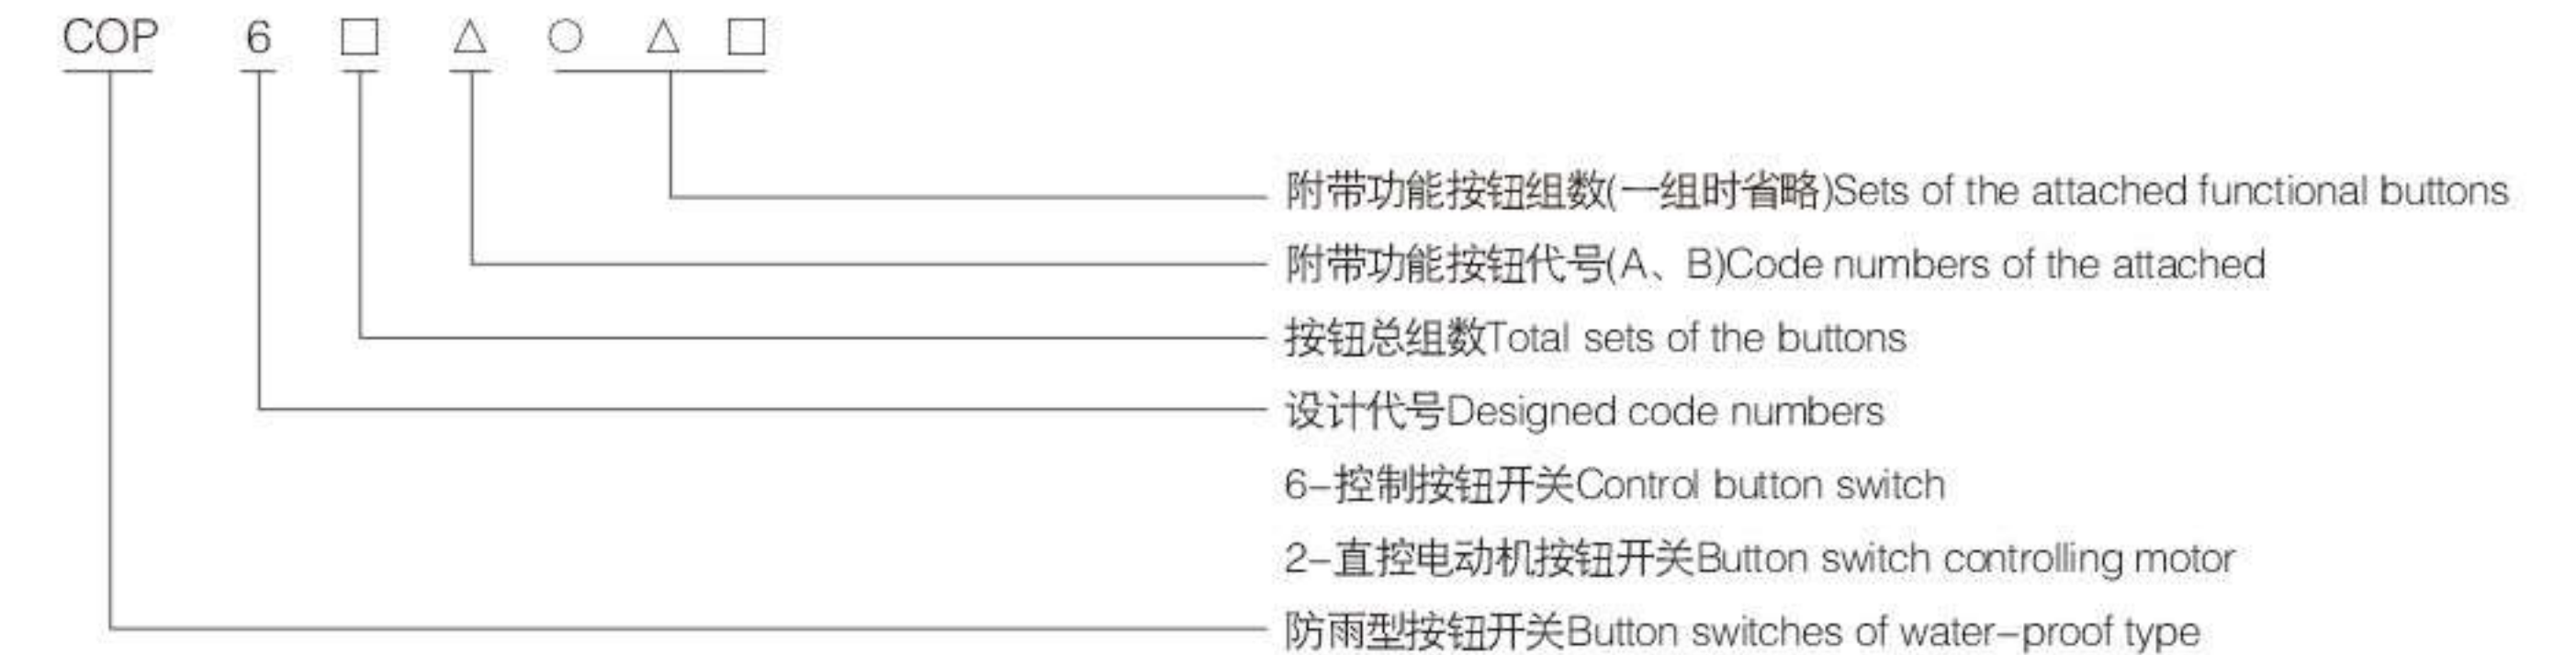 COP 6 □ △ ○ △ □
附带功能按钮组数(一组时省略)Sets of the attached functional buttons
附带功能按钮代号(A、B)Code numbers of the attached
按钮总组数Total sets of the buttons
设计代号Designed code numbers
6-控制按钮开关Control button switch
2-直控电动机按钮开关Button switch controlling motor
防雨型按钮开关Button switches of water-proof type